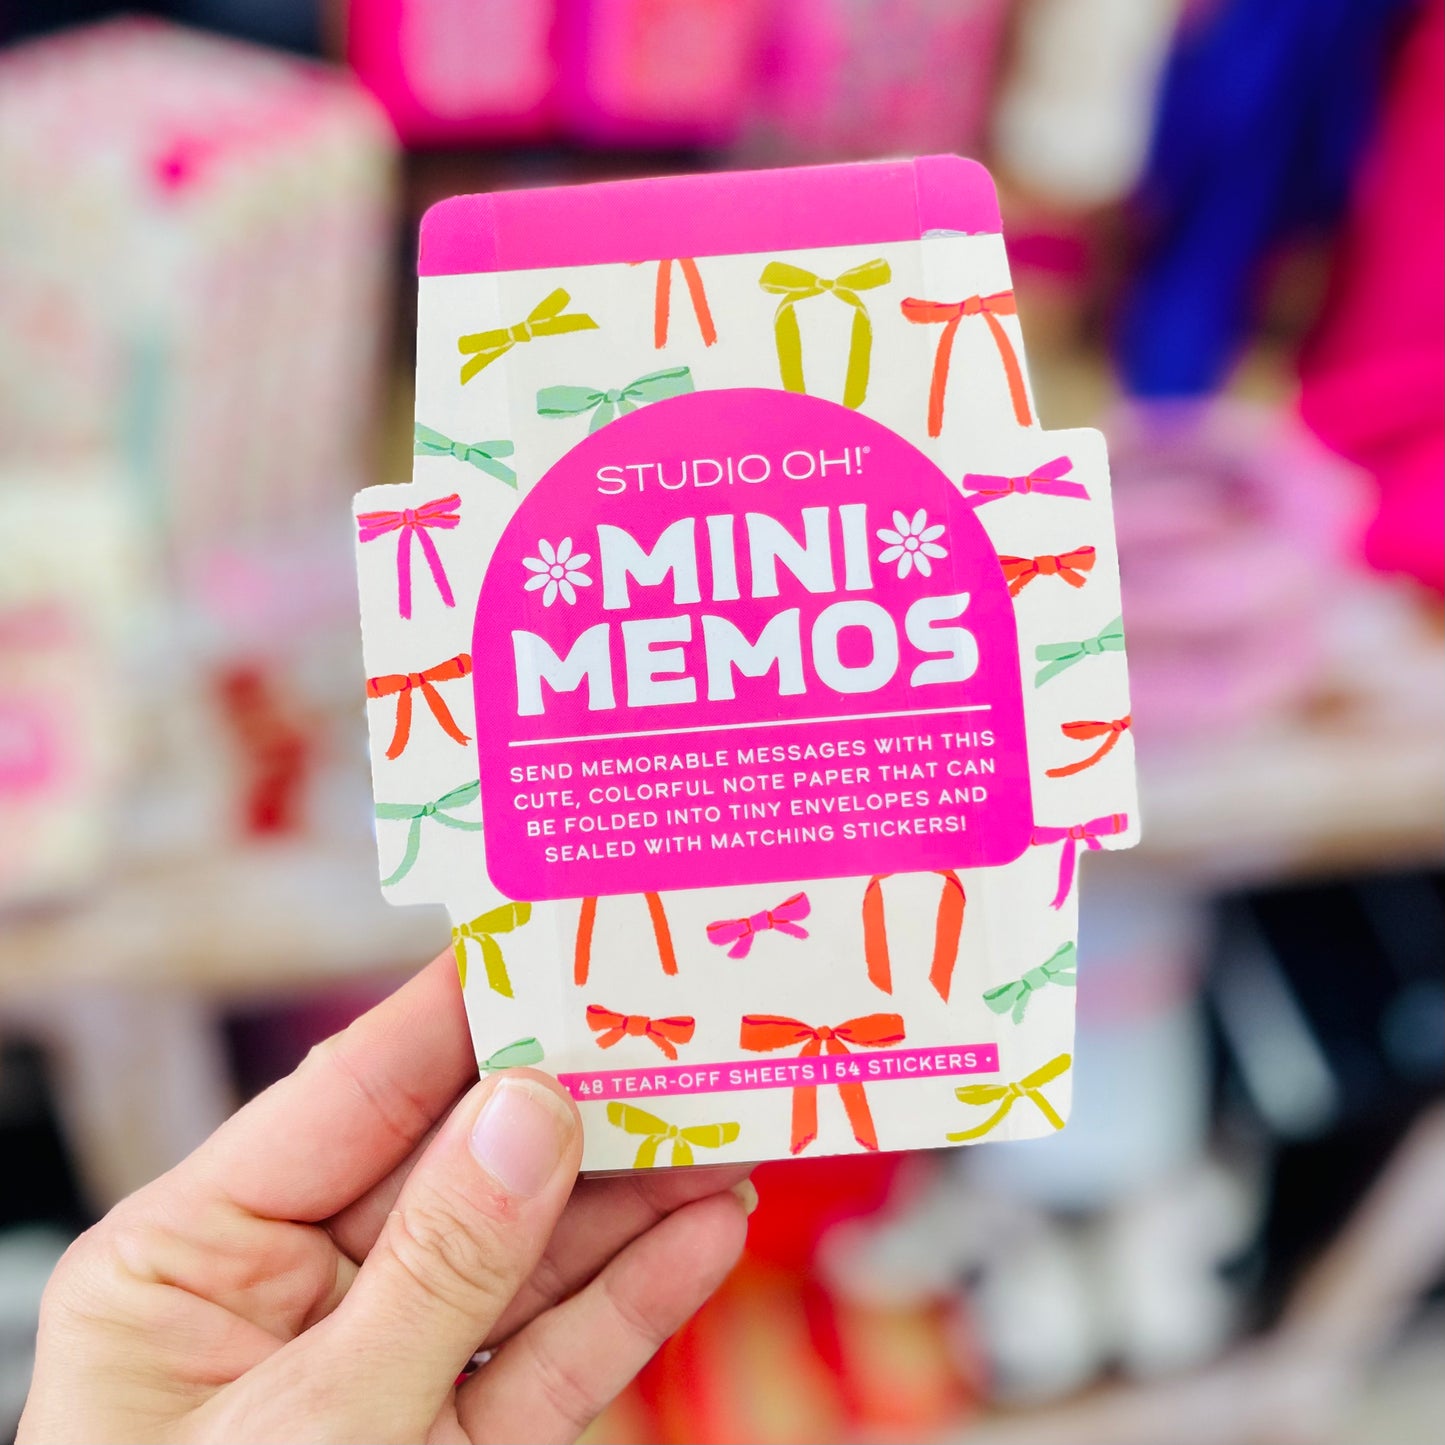 STUDIO OH!®
MINI
MEMOS
SEND MEMORABLE MESSAGES WITH THIS
CUTE, COLORFUL NOTE PAPER THAT CAN
BE FOLDED INTO TINY ENVELOPES AND
SEALED WITH MATCHING STICKERS!
• 48 TEAR-OFF SHEETS | 54 STICKERS •